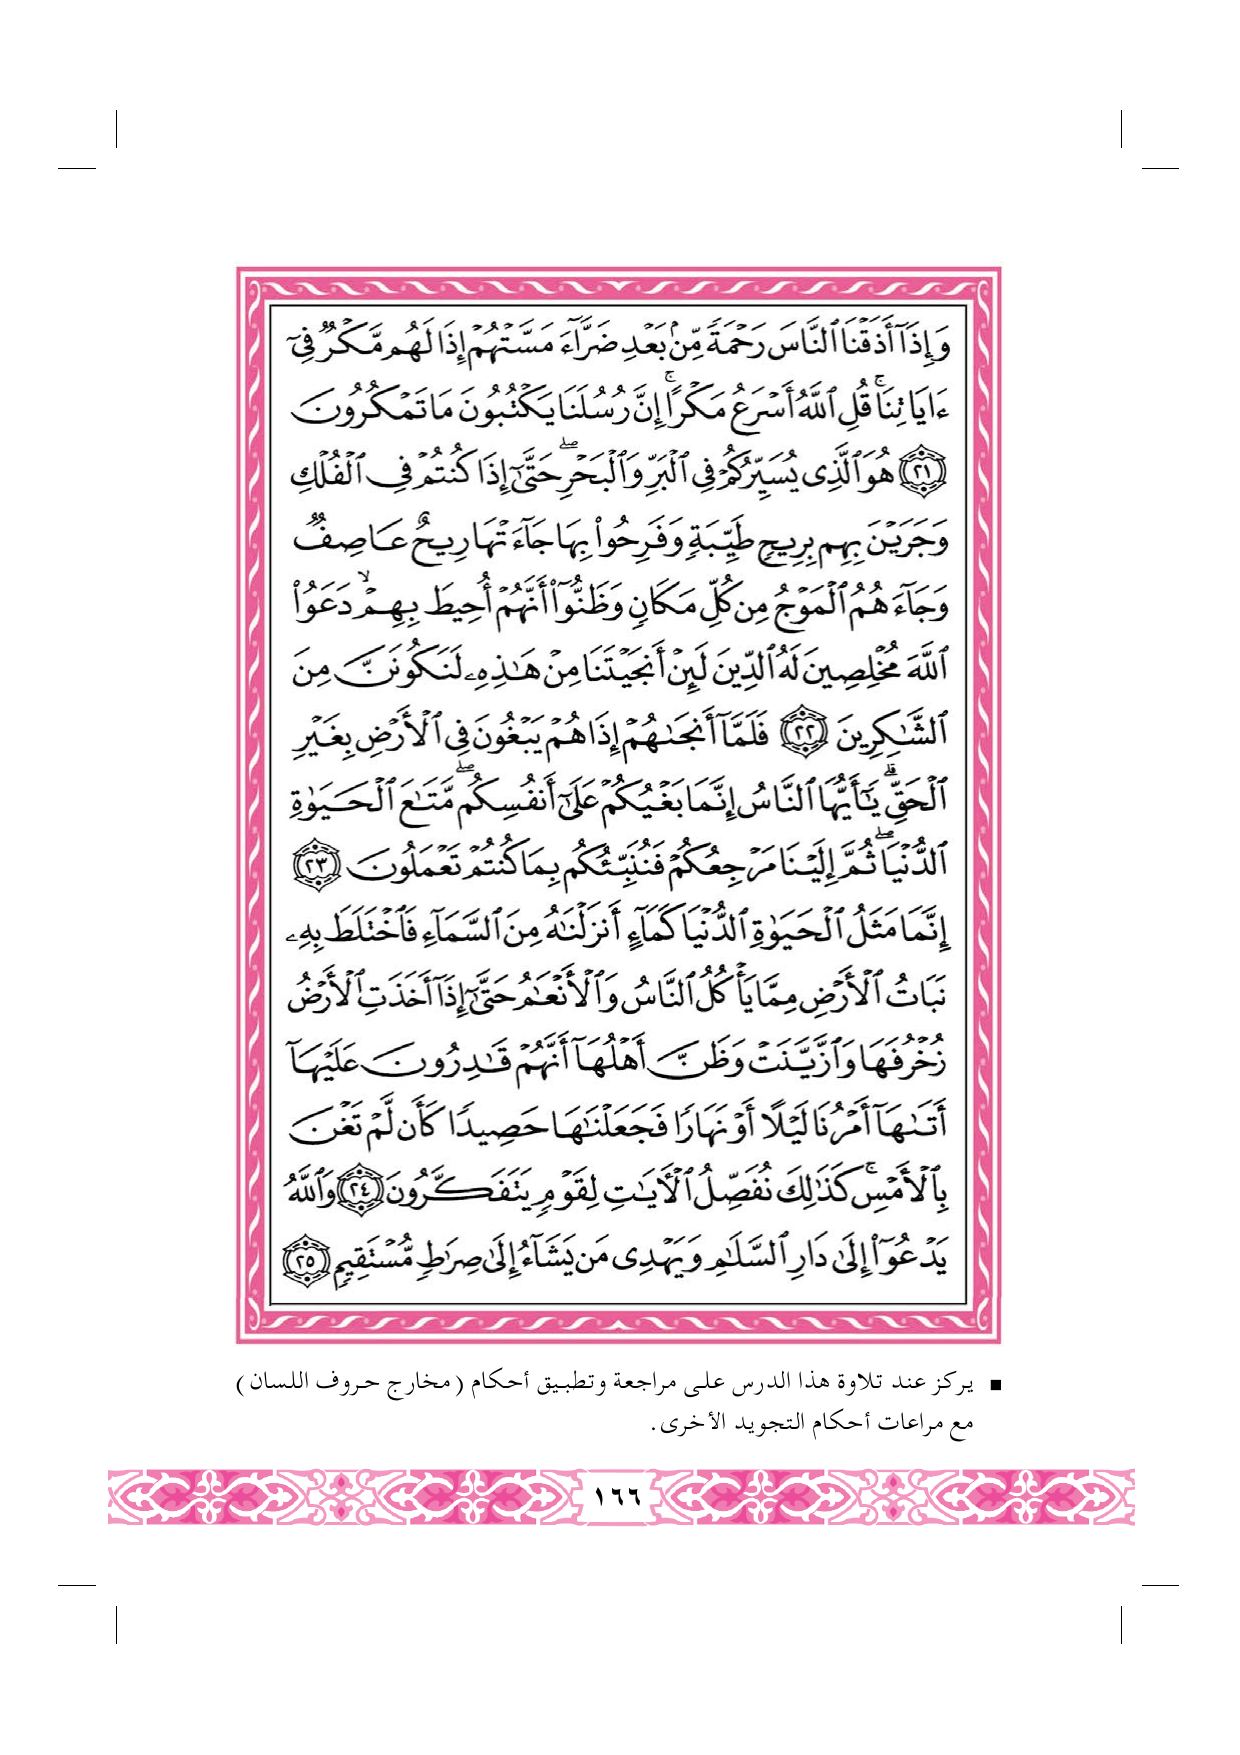 وَإِذَآ أَذَقۡنَا ٱلنَّاسَ رَحۡمَةٗ مِّنۢ بَعۡدِ ضَرَّآءَ مَسَّتۡهُمۡ إِذَا لَهُم مَّكۡرٞ فِيٓ
ءَايَاتِنَاۚ قُلِ ٱللَّهُ أَسۡرَعُ مَكۡرًاۚ إِنَّ رُسُلَنَا يَكۡتُبُونَ مَا تَمۡكُرُونَ
٢١ هُوَ ٱلَّذِي يُسَيِّرُكُمۡ فِي ٱلۡبَرِّ وَٱلۡبَحۡرِۖ حَتَّىٰٓ إِذَا كُنتُمۡ فِي ٱلۡفُلۡكِ
وَجَرَيۡنَ بِهِم بِرِيحٖ طَيِّبَةٖ وَفَرِحُواْ بِهَا جَآءَتۡهَا رِيحٌ عَاصِفٞ
وَجَآءَهُمُ ٱلۡمَوۡجُ مِن كُلِّ مَكَانٖ وَظَنُّوٓاْ أَنَّهُمۡ أُحِيطَ بِهِمۡۙ دَعَوُاْ
ٱللَّهَ مُخۡلِصِينَ لَهُ ٱلدِّينَ لَئِنۡ أَنجَيۡتَنَا مِنۡ هَٰذِهِۦ لَنَكُونَنَّ مِنَ
ٱلشَّٰكِرِينَ ٢٢ فَلَمَّآ أَنجَىٰهُمۡ إِذَا هُمۡ يَبۡغُونَ فِي ٱلۡأَرۡضِ بِغَيۡرِ
ٱلۡحَقِّۗ يَٰٓأَيُّهَا ٱلنَّاسُ إِنَّمَا بَغۡيُكُمۡ عَلَىٰٓ أَنفُسِكُمۖ مَّتَٰعَ ٱلۡحَيَوٰةِ
ٱلدُّنۡيَاۖ ثُمَّ إِلَيۡنَا مَرۡجِعُكُمۡ فَنُنَبِّئُكُم بِمَا كُنتُمۡ تَعۡمَلُونَ ٢٣
إِنَّمَا مَثَلُ ٱلۡحَيَوٰةِ ٱلدُّنۡيَا كَمَآءٍ أَنزَلۡنَٰهُ مِنَ ٱلسَّمَآءِ فَٱخۡتَلَطَ بِهِۦ
نَبَاتُ ٱلۡأَرۡضِ مِمَّا يَأۡكُلُ ٱلنَّاسُ وَٱلۡأَنۡعَٰمُ حَتَّىٰٓ إِذَآ أَخَذَتِ ٱلۡأَرۡضُ
زُخۡرُفَهَا وَٱزَّيَّنَتۡ وَظَنَّ أَهۡلُهَآ أَنَّهُمۡ قَٰدِرُونَ عَلَيۡهَآ
أَتَىٰهَآ أَمۡرُنَا لَيۡلًا أَوۡ نَهَارٗا فَجَعَلۡنَٰهَا حَصِيدٗا كَأَن لَّمۡ تَغۡنَ
بِٱلۡأَمۡسِۚ كَذَٰلِكَ نُفَصِّلُ ٱلۡأٓيَٰتِ لِقَوۡمٖ يَتَفَكَّرُونَ ٢٤ وَٱللَّهُ
يَدۡعُوٓاْ إِلَىٰ دَارِ ٱلسَّلَٰمِ وَيَهۡدِي مَن يَشَآءُ إِلَىٰ صِرَٰطٖ مُّسۡتَقِيمٖ ٢٥
■ يركز عند تلاوة هذا الدرس على مراجعة وتطبيق أحكام (مخارج حروف اللسان)
مع مراعات أحكام التجويد الأخرى.
١٦٦